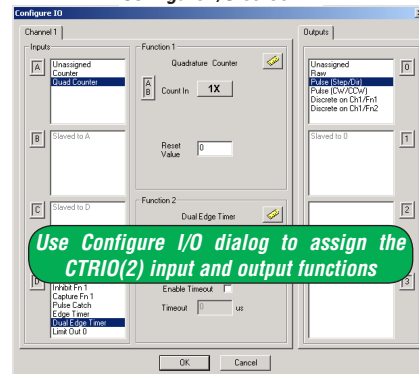 Configure IO
Channel 1
Inputs
A
Unassigned
Counter
Quad Counter
B
Slaved to A
C
Slaved to D
D
Inhibit Fn 1
Capture Fn 1
Pulse Catch
Edge Timer
Dual Edge Timer
Limit Out 0
Function 1
Quadrature Counter
A
B
Count In
1X
Reset
Value
0
Function 2
Dual Edge Timer
Enable Timeout
Timeout
0
us
Outputs
Unassigned
Raw
Pulse (Step/Dir)
Pulse (CW/CCW)
Discrete on Ch1/Fn1
Discrete on Ch1/Fn2
0
Slaved to 0
1
2
3
Use Configure I/O dialog to assign the
CTRIO(2) input and output functions
OK
Cancel